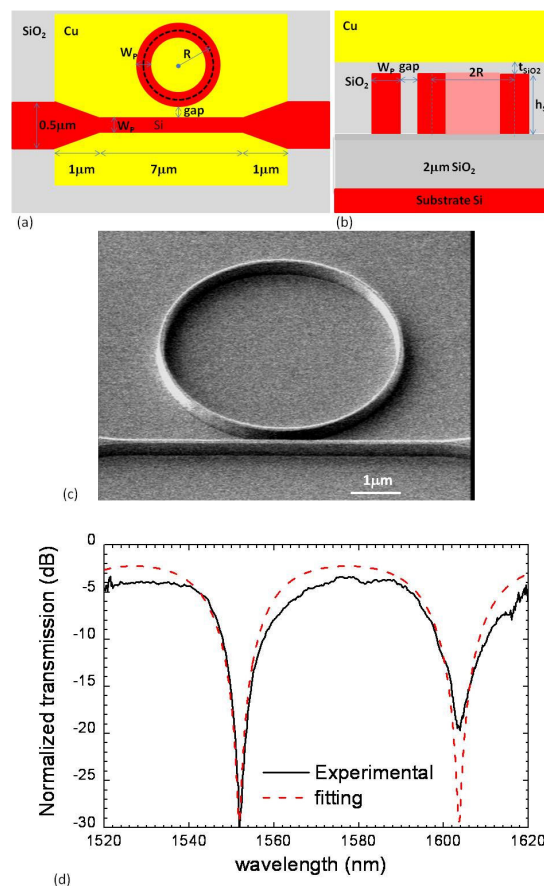 SiO2 Cu
WP R
gap
0.5μm WP Si
1μm 7μm 1μm
(a)
Cu
WP gap 2R tSiO2
SiO2
2μm SiO2
Substrate Si
(b)
1μm
(c)
Normalized transmission (dB)
0
-5
-10
-15
-20
-25
-30
Experimental
fitting
1520 1540 1560 1580 1600 1620
wavelength (nm)
(d)